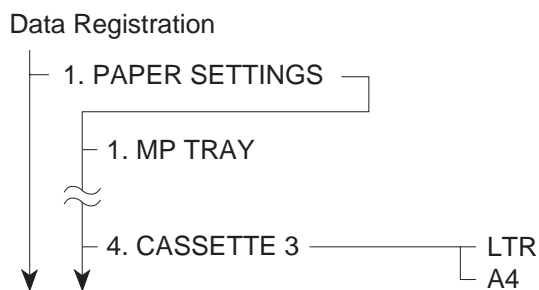 Data Registration
1. PAPER SETTINGS
1. MP TRAY
4. CASSETTE 3
LTR
A4